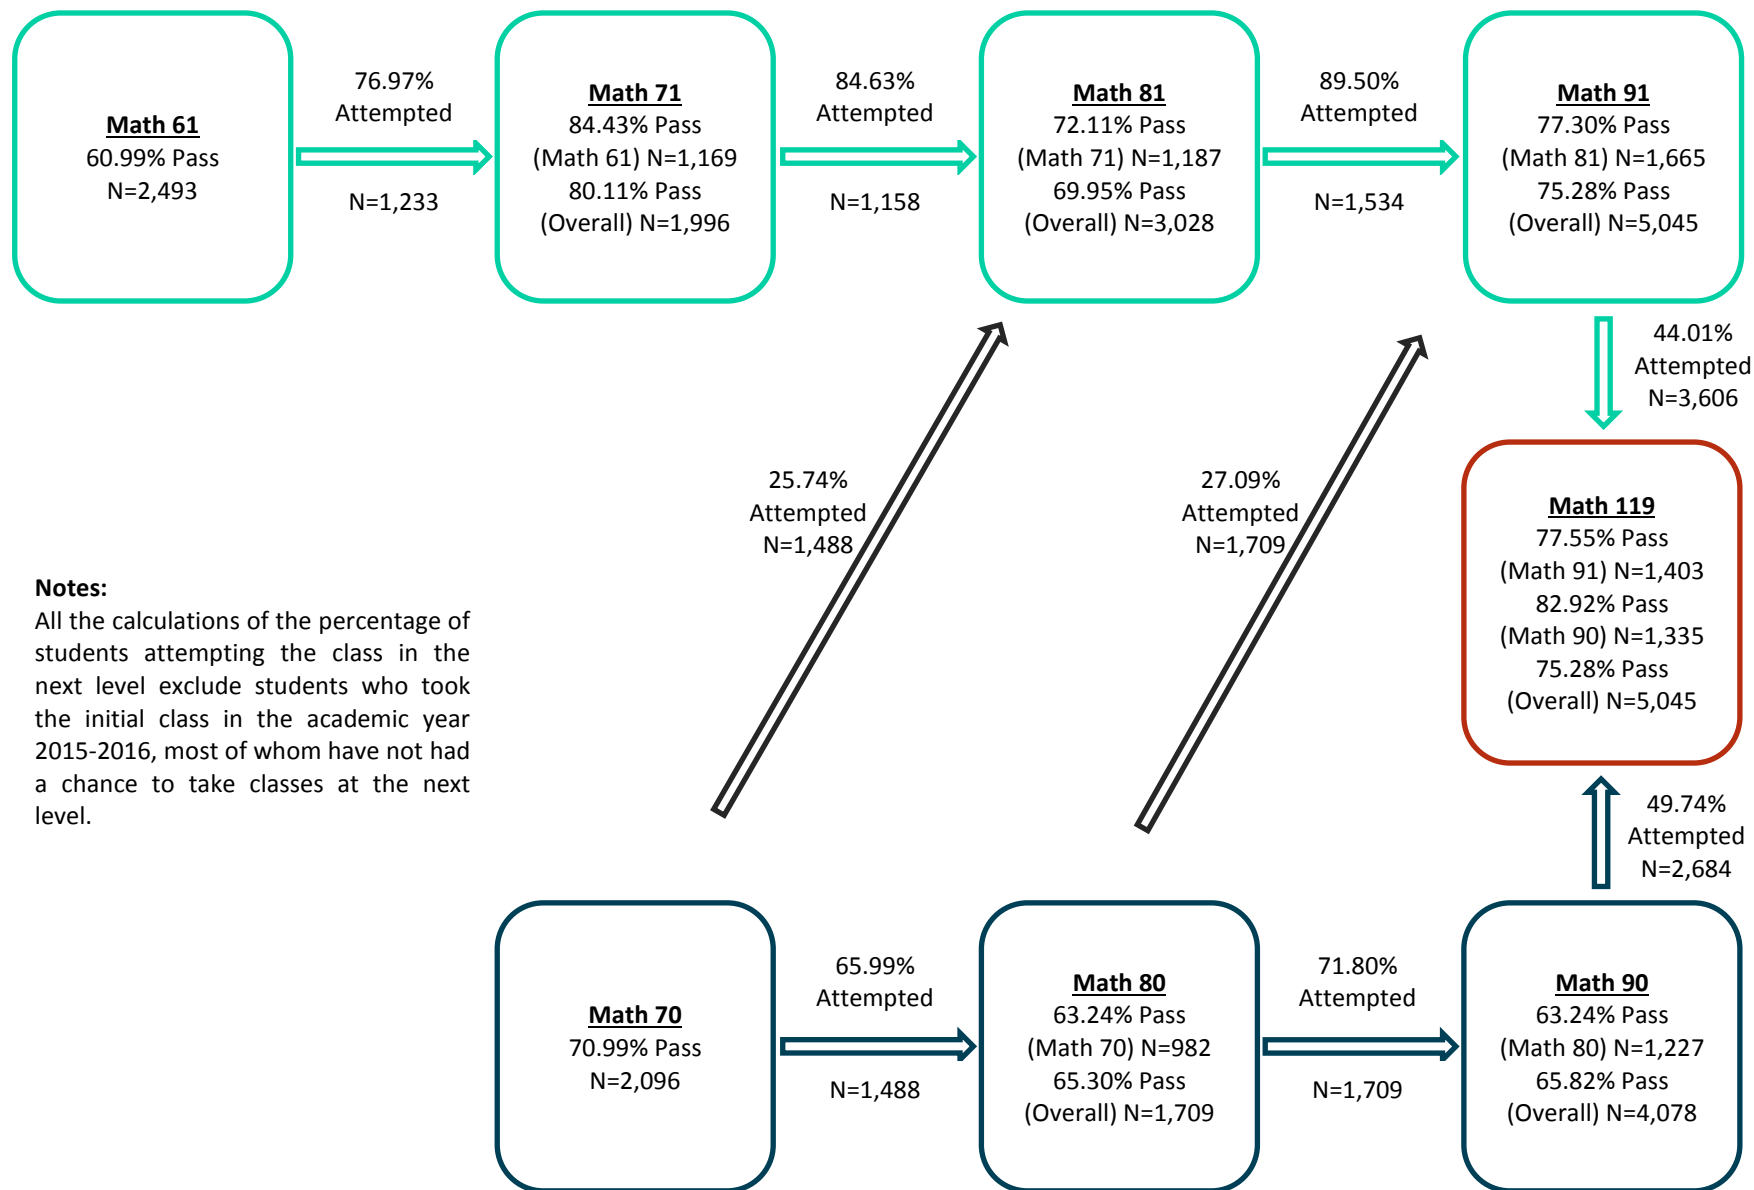 Math 61
60.99% Pass
N=2,493
76.97%
Attempted
N=1,233
Math 71
84.43% Pass
(Math 61) N=1,169
80.11% Pass
(Overall) N=1,996
84.63%
Attempted
N=1,158
Math 81
72.11% Pass
(Math 71) N=1,187
69.95% Pass
(Overall) N=3,028
89.50%
Attempted
N=1,534
Math 91
77.30% Pass
(Math 81) N=1,665
75.28% Pass
(Overall) N=5,045
44.01%
Attempted
N=3,606
25.74%
Attempted
N=1,488
27.09%
Attempted
N=1,709
Math 119
77.55% Pass
(Math 91) N=1,403
82.92% Pass
(Math 90) N=1,335
75.28% Pass
(Overall) N=5,045
Notes:
All the calculations of the percentage of
students attempting the class in the
next level exclude students who took
the initial class in the academic year
2015-2016, most of whom have not had
a chance to take classes at the next
level.
49.74%
Attempted
N=2,684
Math 70
70.99% Pass
N=2,096
65.99%
Attempted
N=1,488
Math 80
63.24% Pass
(Math 70) N=982
65.30% Pass
(Overall) N=1,709
71.80%
Attempted
N=1,709
Math 90
63.24% Pass
(Math 80) N=1,227
65.82% Pass
(Overall) N=4,078